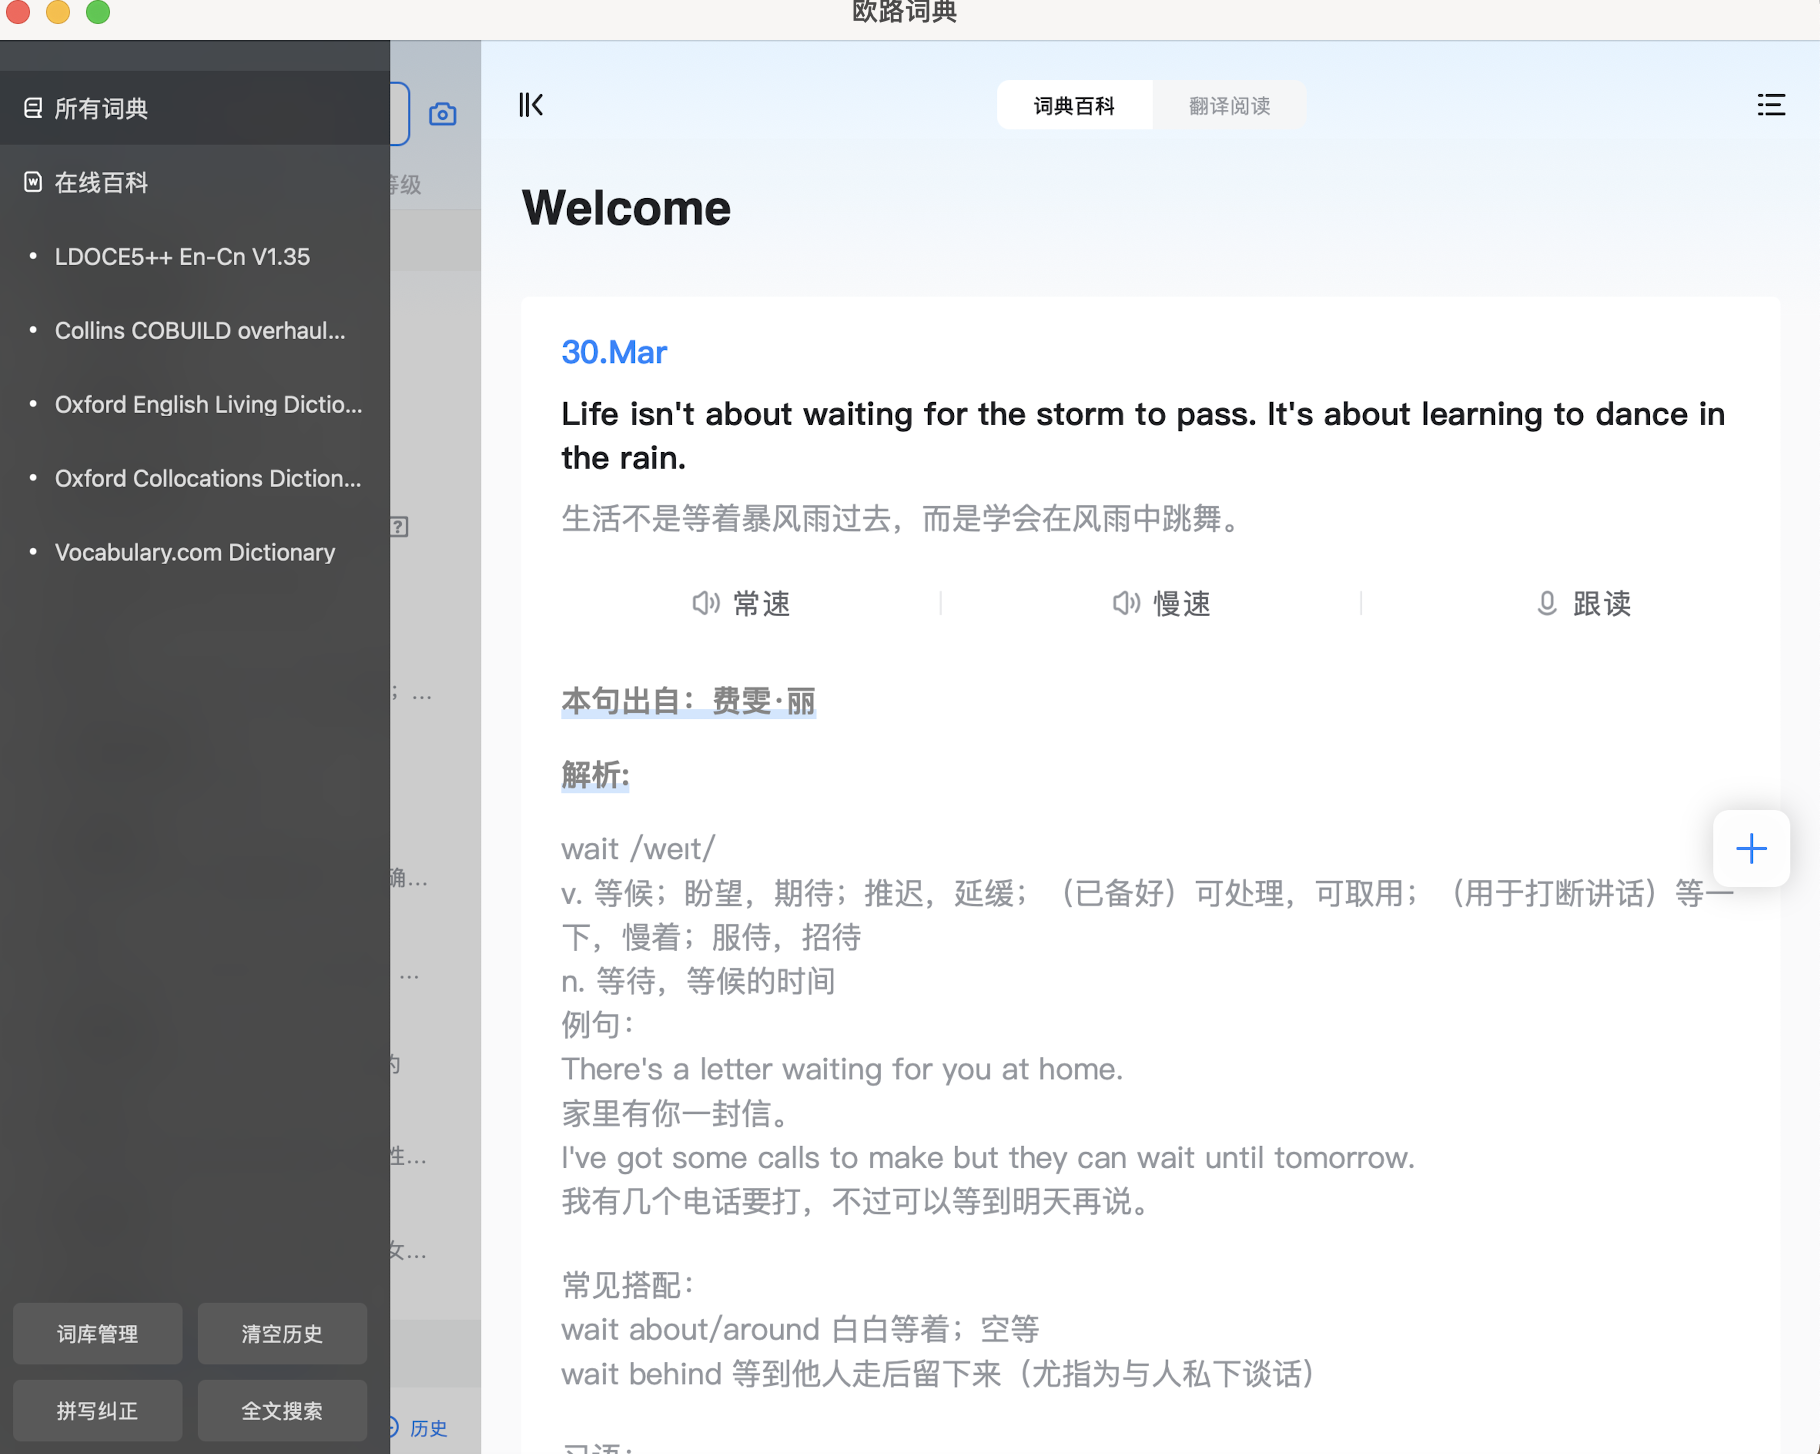 欧路词典
所有词典
在线百科
• LDOCE5++ En-Cn V1.35
• Collins COBUILD overhaul...
• Oxford English Living Dictio...
• Oxford Collocations Diction...
• Vocabulary.com Dictionary
词库管理
清空历史
拼写纠正
全文搜索
等级
; ...
确...
...
的
性...
女...
历史
词典百科
翻译阅读
Welcome
30.Mar
Life isn't about waiting for the storm to pass. It's about learning to dance in
the rain.
生活不是等着暴风雨过去，而是学会在风雨中跳舞。
常速
慢速
跟读
本句出自：费雯·丽
解析:
wait /weɪt/
v. 等候；盼望，期待；推迟，延缓；（已备好）可处理，可取用；（用于打断讲话）等一
下，慢着；服侍，招待
n. 等待，等候的时间
例句：
There's a letter waiting for you at home.
家里有你一封信。
I've got some calls to make but they can wait until tomorrow.
我有几个电话要打，不过可以等到明天再说。
常见搭配：
wait about/around 白白等着；空等
wait behind 等到他人走后留下来（尤指为与人私下谈话）